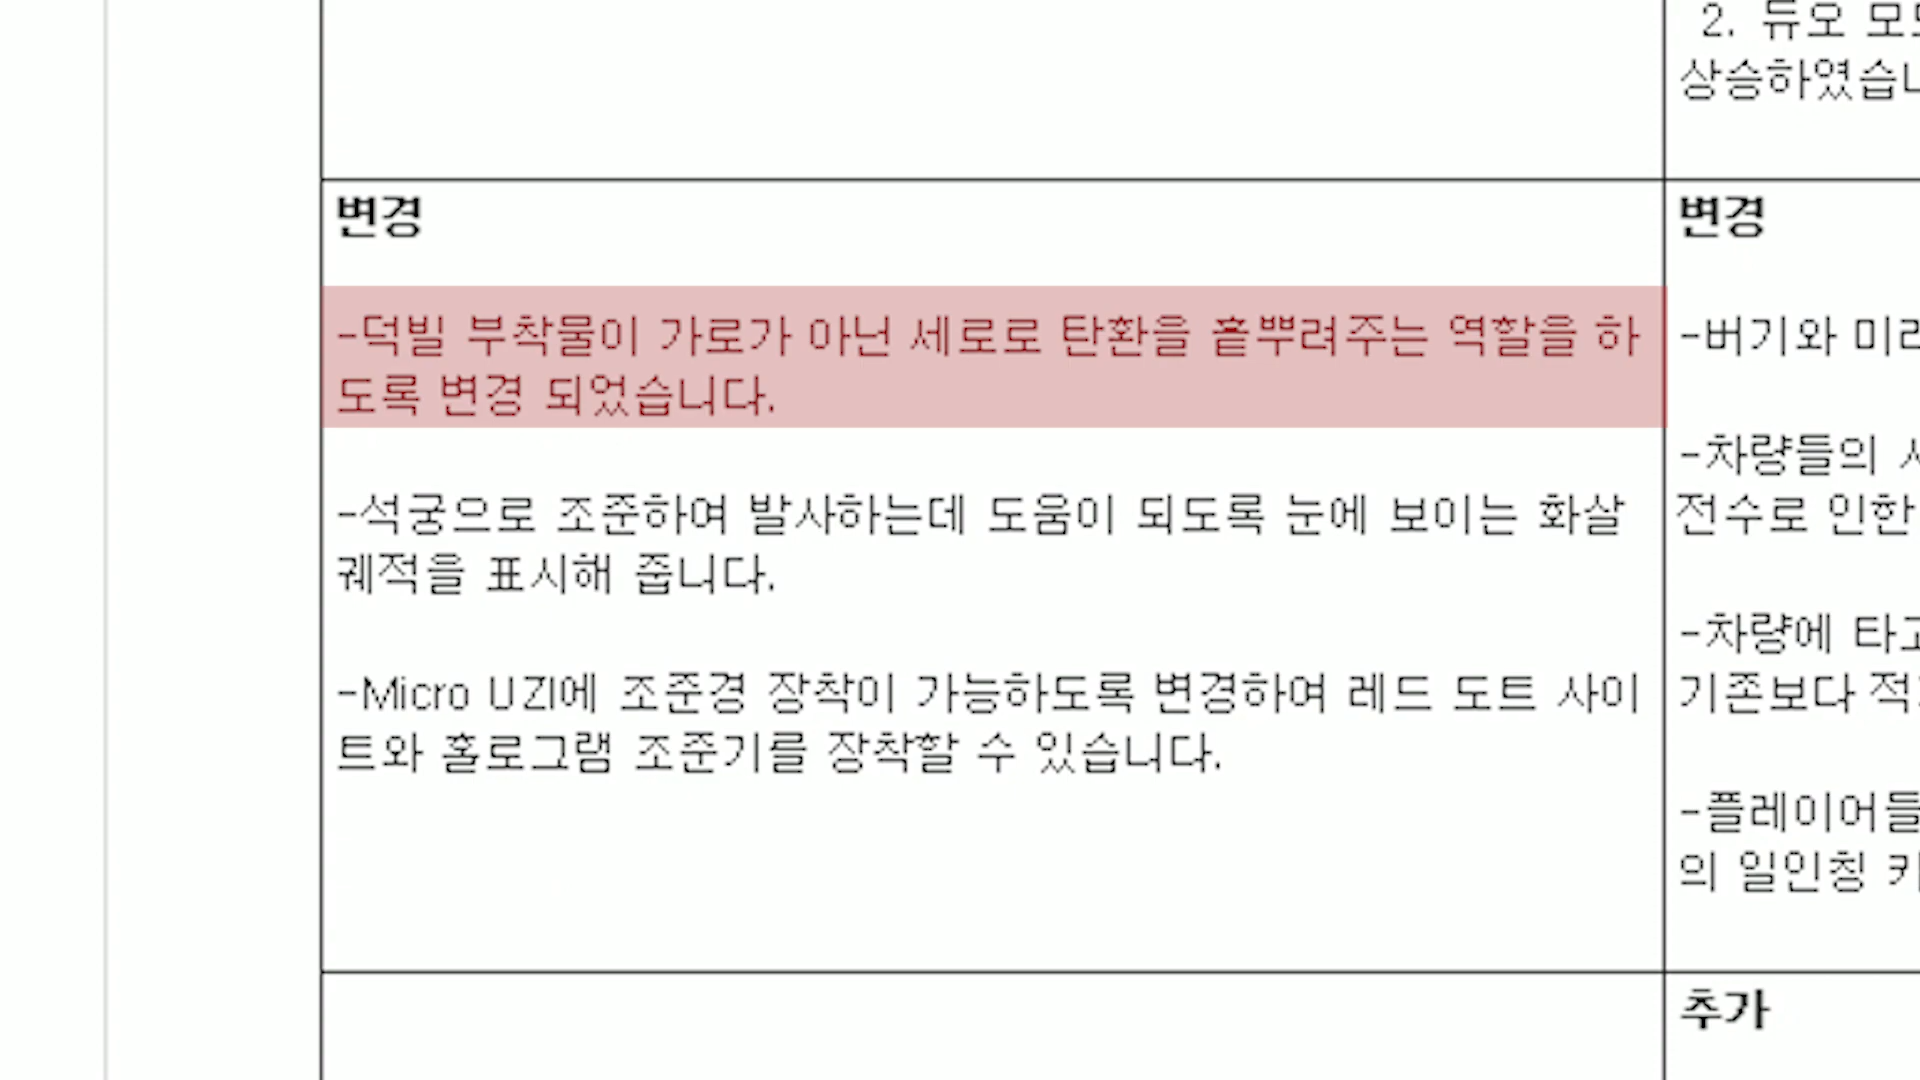 2. 듀오
상승하였습니
변경
-덕빌 부착물이 가로가 아닌 세로로 탄환을 흩뿌려주는 역할을 하
도록 변경 되었습니다.
-석궁으로 조준하여 발사하는데 도움이 되도록 눈에 보이는 화살
궤적을 표시해 줍니다.
-Micro UZI에 조준경 장착이 가능하도록 변경하여 레드 도트 사이
트와 홀로그램 조준기를 장착할 수 있습니다.
변경
-버기와
-차량들의
전수로 인한
-차량에
기존보다
-플레이어들
의 일인칭
추가